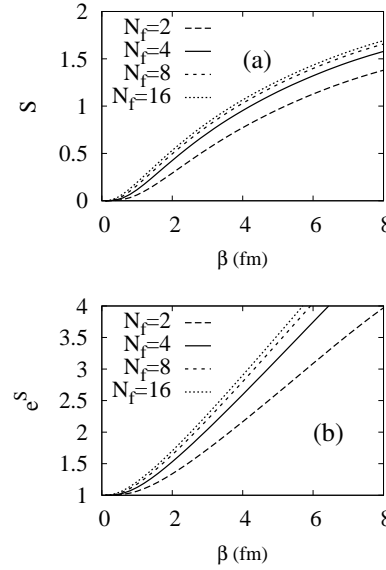 2
1.5
1
0.5
0
S
N_f=2
N_f=4
N_f=8
N_f=16
(a)
0 2 4 6 8
β (fm)
4
3.5
3
2.5
2
1.5
1
e^S
N_f=2
N_f=4
N_f=8
N_f=16
(b)
0 2 4 6 8
β (fm)